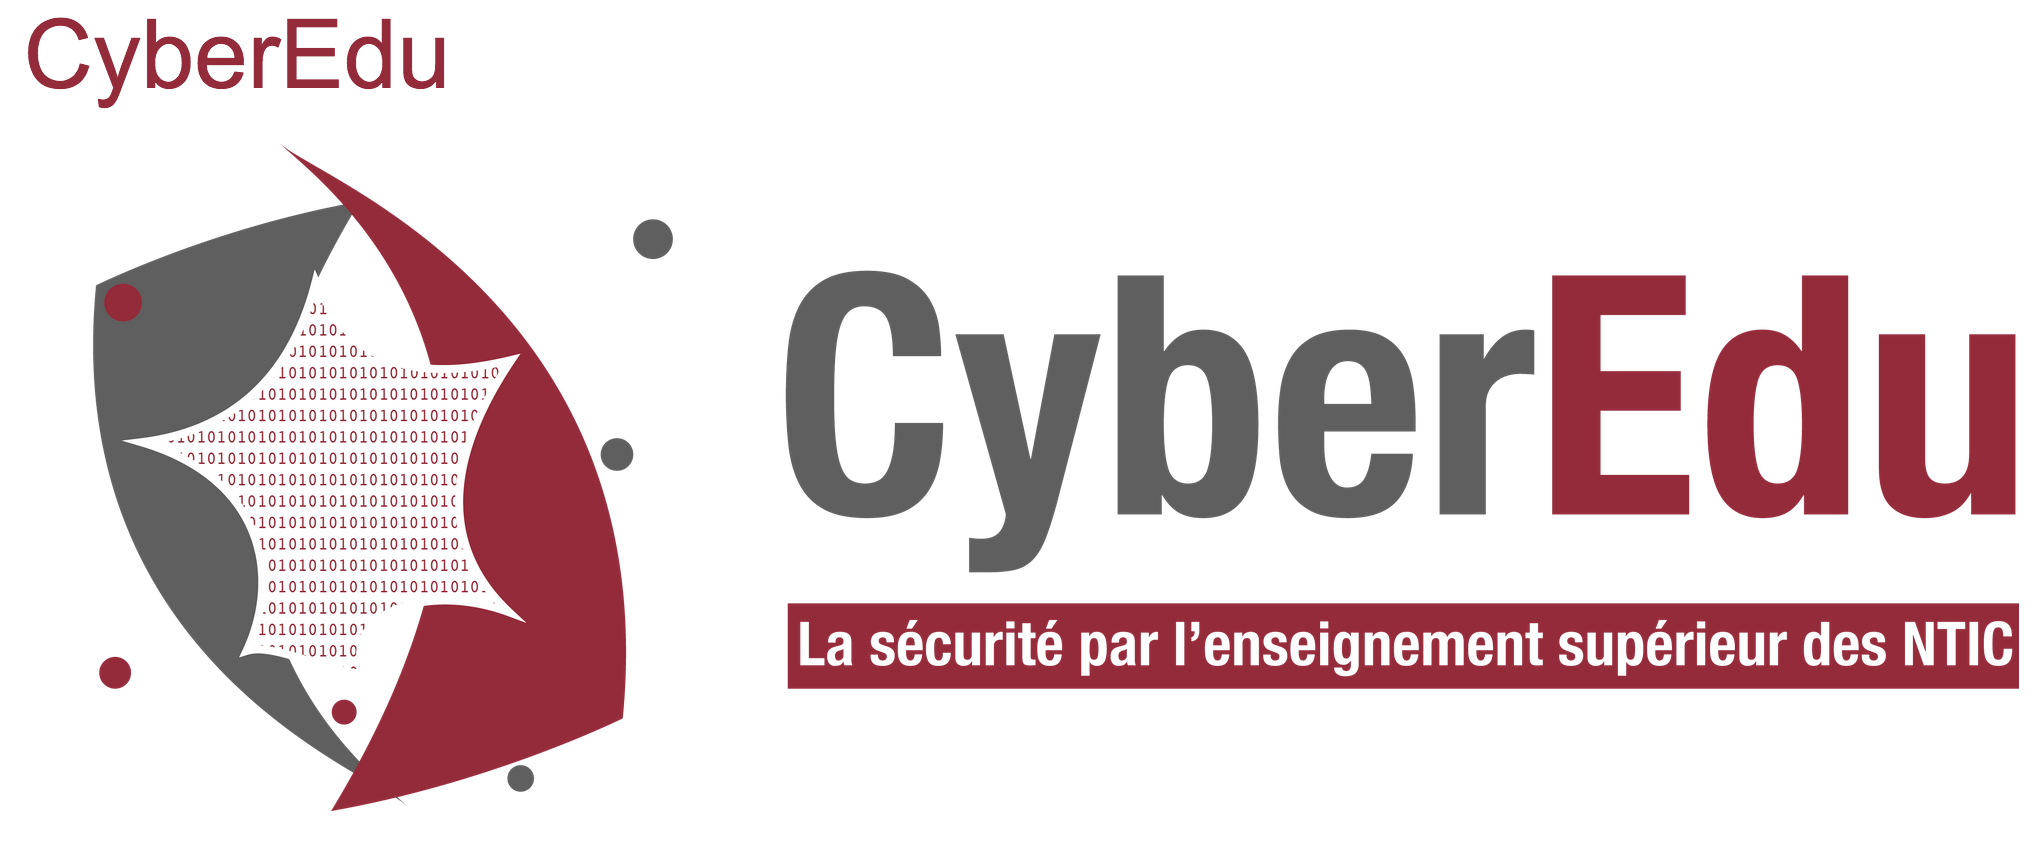 CyberEdu
CyberEdu
La sécurité par l’enseignement supérieur des NTIC